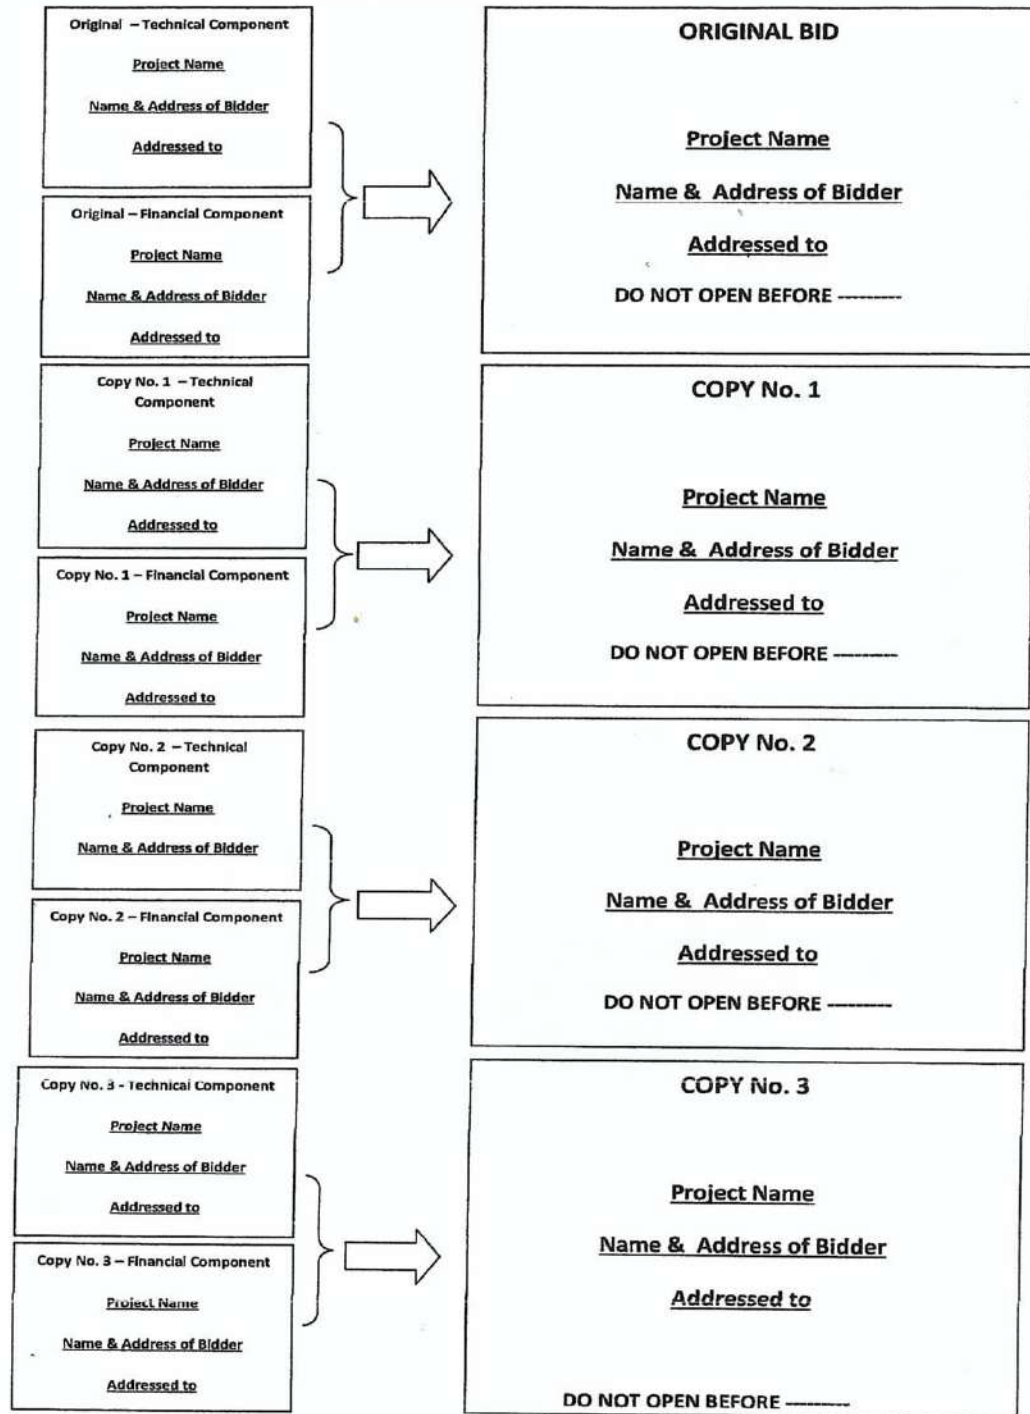 Original – Technical Component
Project Name
Name & Address of Bidder
Addressed to
Original – Financial Component
Project Name
Name & Address of Bidder
Addressed to
ORIGINAL BID
Project Name
Name & Address of Bidder
Addressed to
DO NOT OPEN BEFORE ---------
Copy No. 1 – Technical
Component
Project Name
Name & Address of Bidder
Addressed to
Copy No. 1 – Financial Component
Project Name
Name & Address of Bidder
Addressed to
COPY No. 1
Project Name
Name & Address of Bidder
Addressed to
DO NOT OPEN BEFORE ---------
Copy No. 2 – Technical
Component
Project Name
Name & Address of Bidder
Copy No. 2 – Financial Component
Project Name
Name & Address of Bidder
Addressed to
COPY No. 2
Project Name
Name & Address of Bidder
Addressed to
DO NOT OPEN BEFORE ---------
Copy No. 3 - Technical Component
Project Name
Name & Address of Bidder
Addressed to
Copy No. 3 – Financial Component
Project Name
Name & Address of Bidder
Addressed to
COPY No. 3
Project Name
Name & Address of Bidder
Addressed to
DO NOT OPEN BEFORE ---------